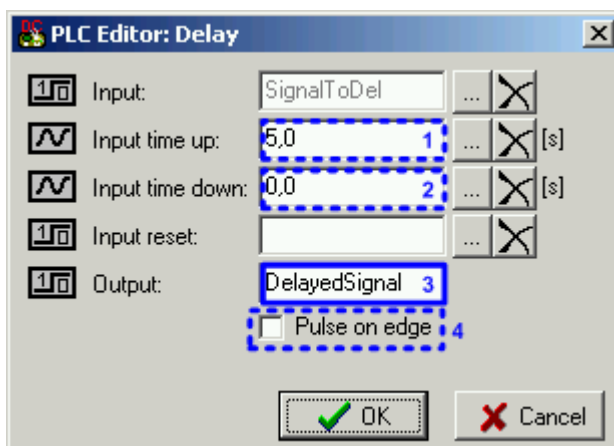 PLC Editor: Delay
Input: SignalToDel ...
Input time up: 5,0 1 ... [s]
Input time down: 0,0 2 ... [s]
Input reset: ...
Output: DelayedSignal 3
Pulse on edge 4
OK Cancel